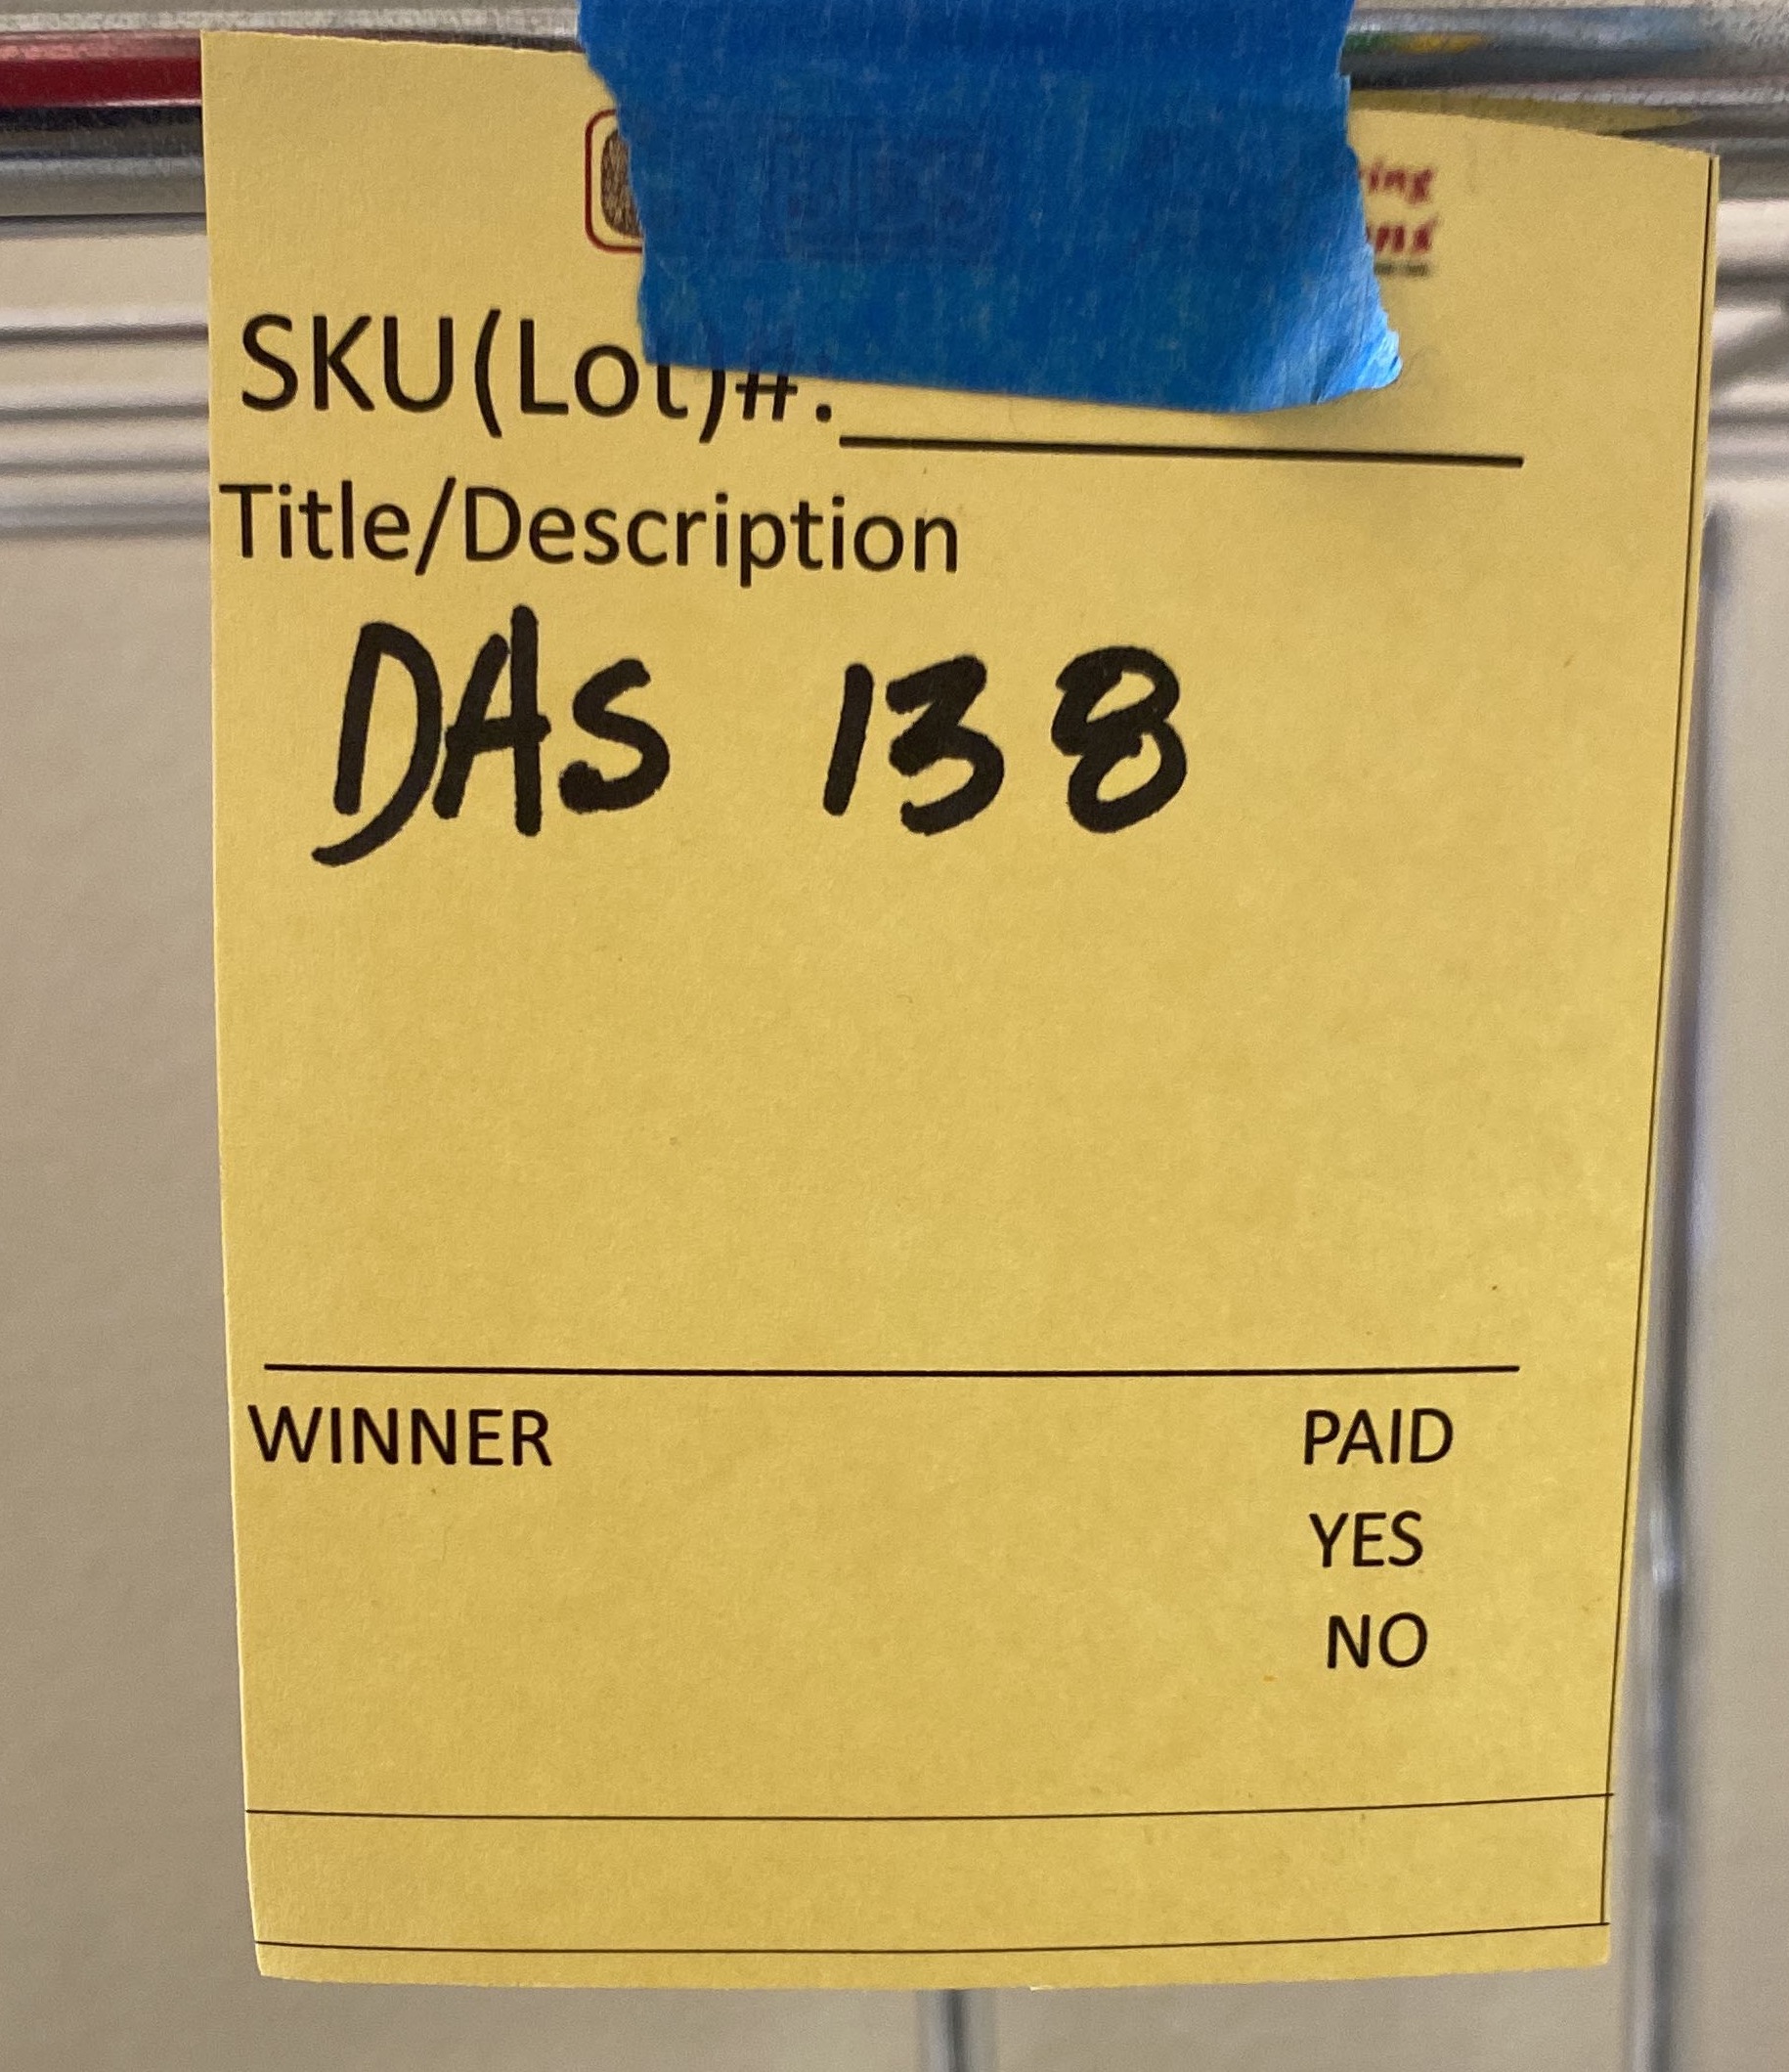 SKU(Lot)#:
Title/Description
DAS 138
WINNER
PAID
YES
NO